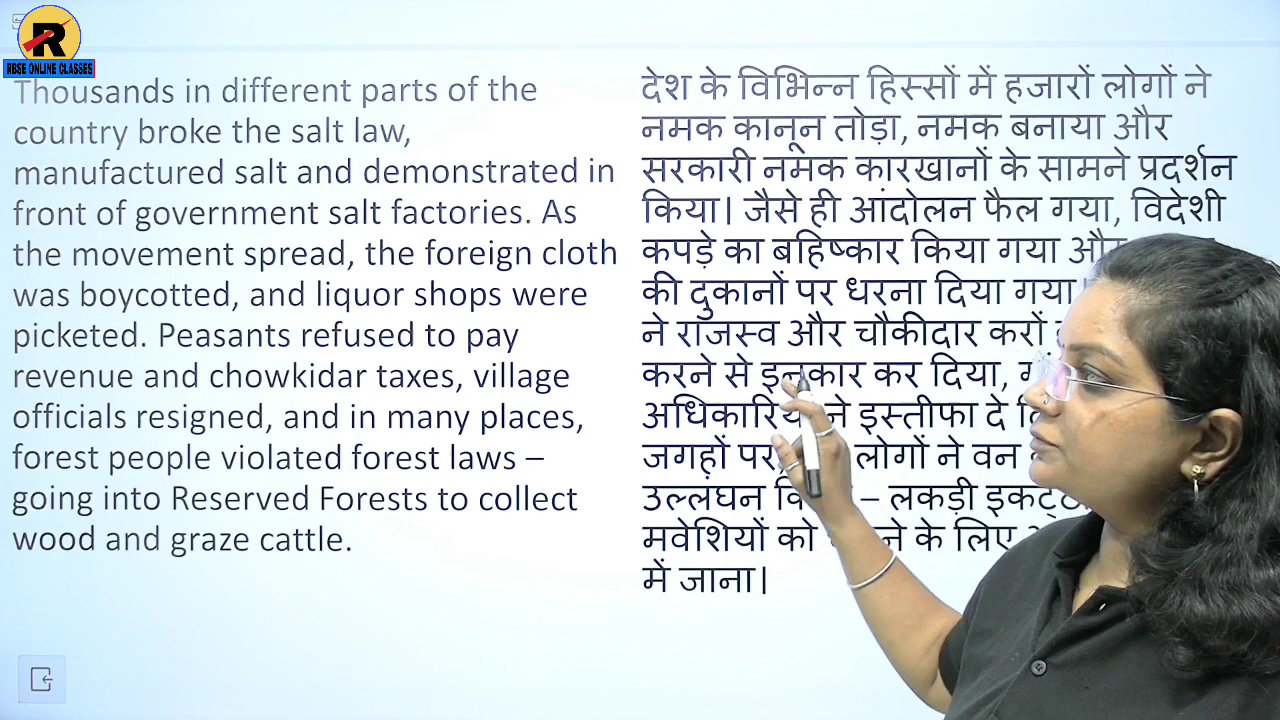 R
RBSE ONLINE CLASSES
Thousands in different parts of the
country broke the salt law,
manufactured salt and demonstrated in
front of government salt factories. As
the movement spread, the foreign cloth
was boycotted, and liquor shops were
picketed. Peasants refused to pay
revenue and chowkidar taxes, village
officials resigned, and in many places,
forest people violated forest laws –
going into Reserved Forests to collect
wood and graze cattle.
देश के विभिन्न हिस्सों में हजारों लोगों ने
नमक कानून तोड़ा, नमक बनाया और
सरकारी नमक कारखानों के सामने प्रदर्शन
किया। जैसे ही आंदोलन फैल गया, विदेशी
कपड़े का बहिष्कार किया गया और
की दुकानों पर धरना दिया गया
ने राजस्व और चौकीदार करों
करने से इनकार कर दिया,
ने इस्तीफा दे
जगहों पर, लोगों ने वन
उल्लंघन – लकड़ी
मवेशियों को के लिए
में जाना।